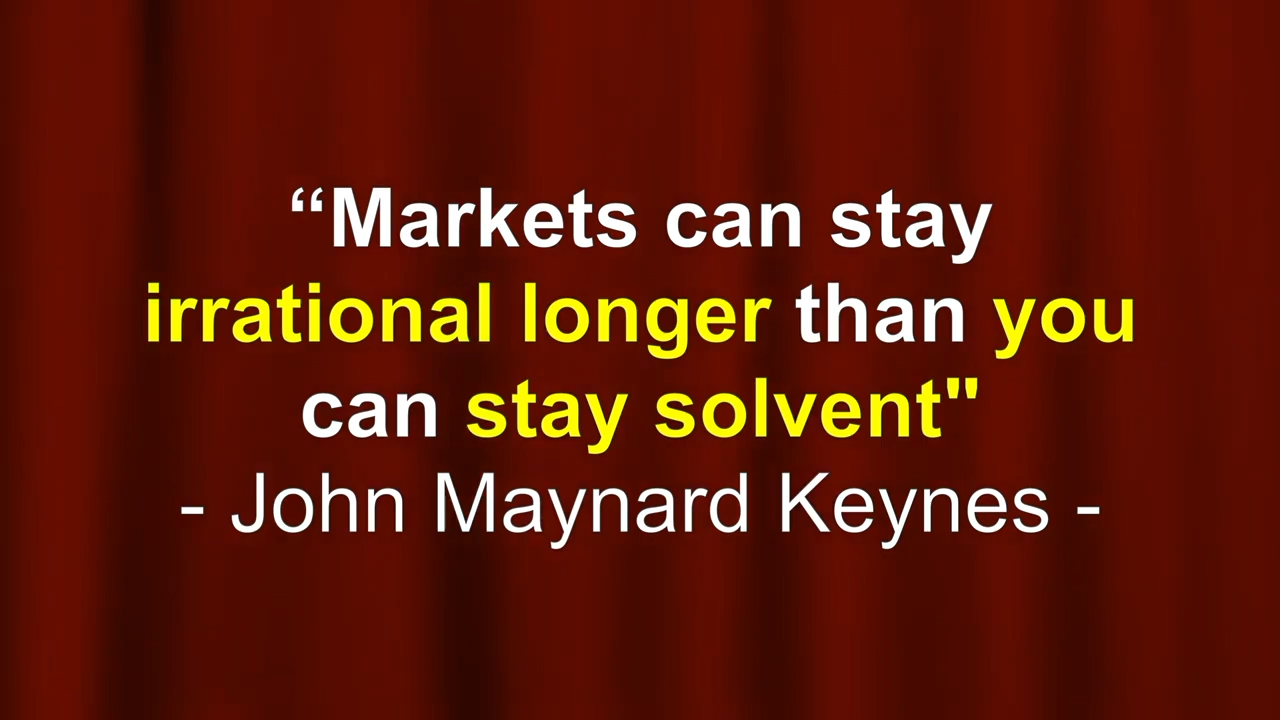 “Markets can stay
irrational longer than you
can stay solvent"
- John Maynard Keynes -